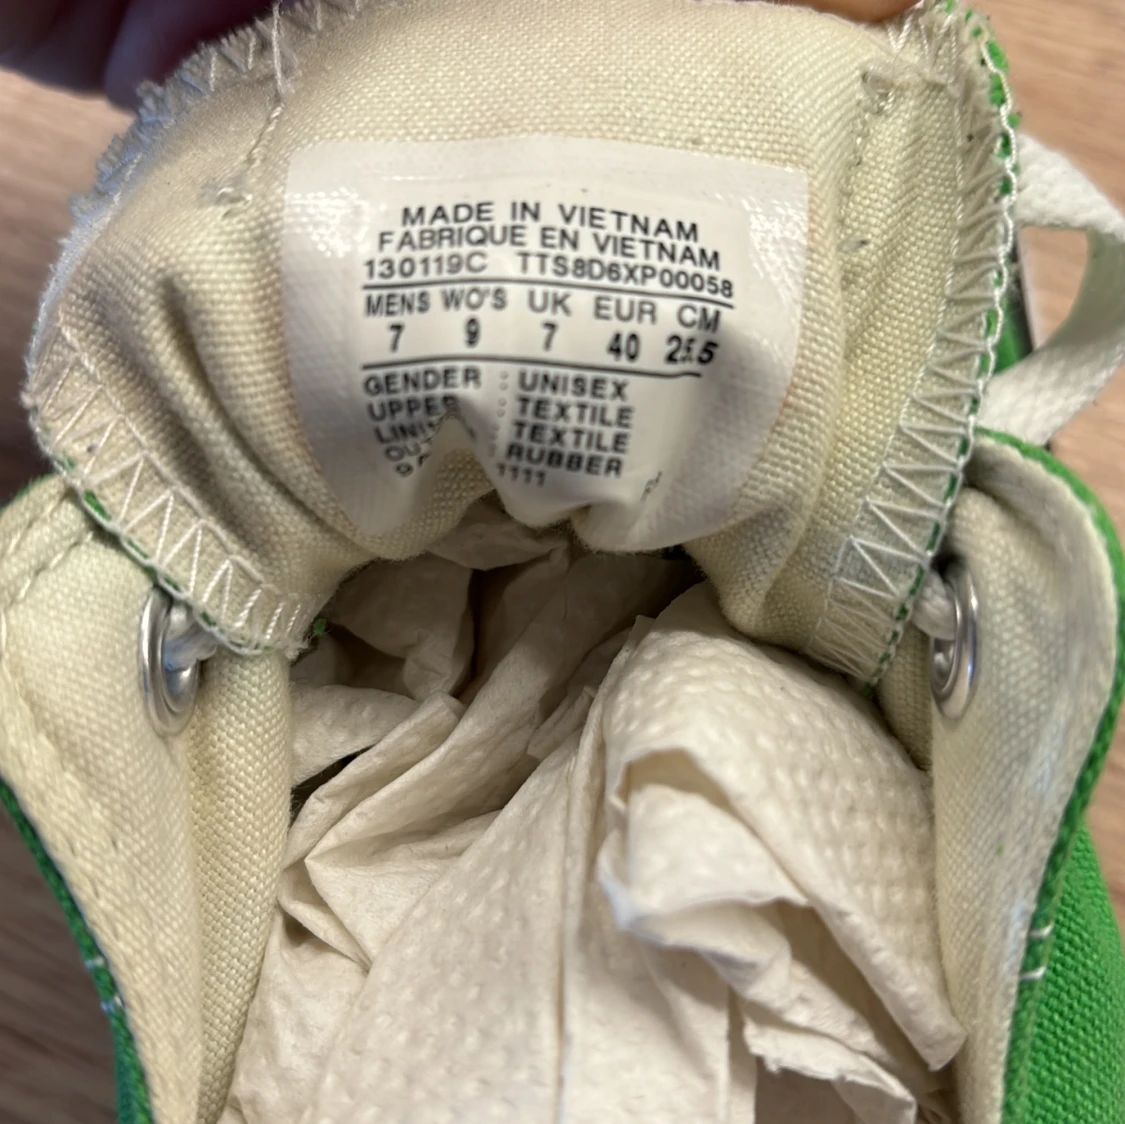 MADE IN VIETNAM
FABRIQUE EN VIETNAM
130119C TTS8D6XP00058
MENS WO'S UK EUR CM
7 9 7 40 25.5
GENDER : UNISEX
UPPER : TEXTILE
: TEXTILE
: RUBBER
1111